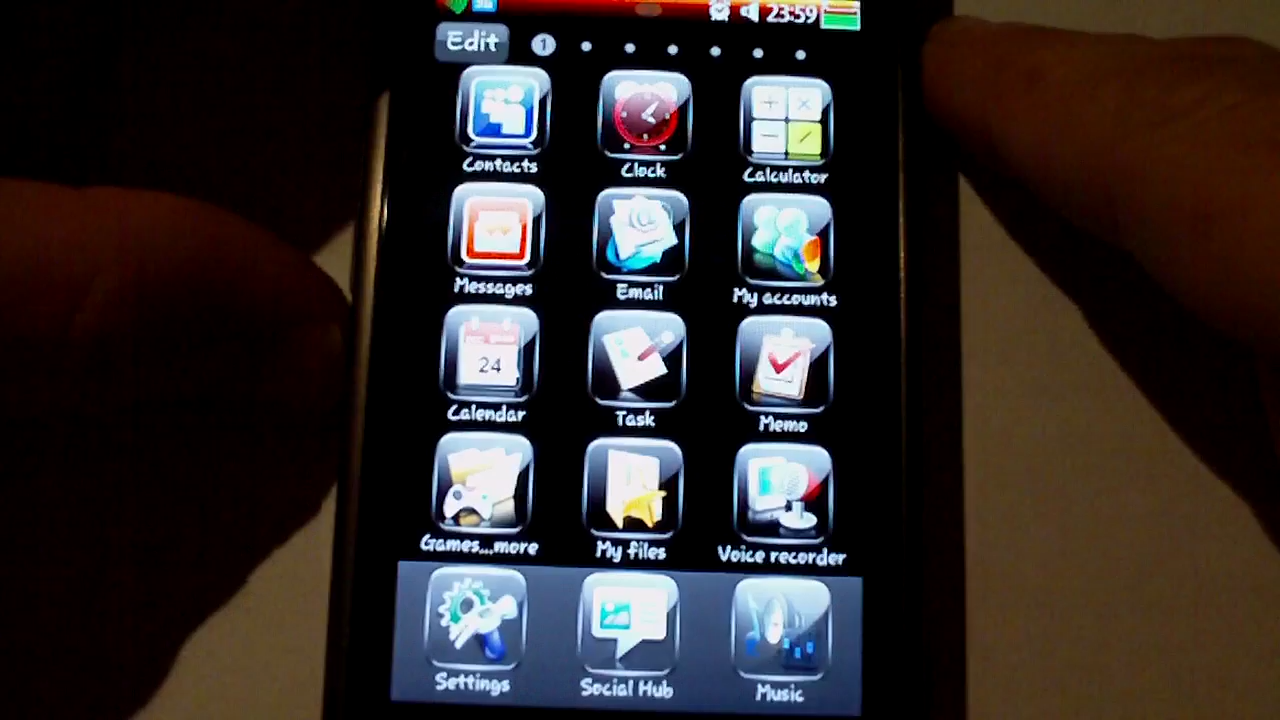 23:59
Edit 1
Contacts Clock Calculator
Messages Email My accounts
24
Calendar Task Memo
Games...more My files Voice recorder
Settings Social Hub Music